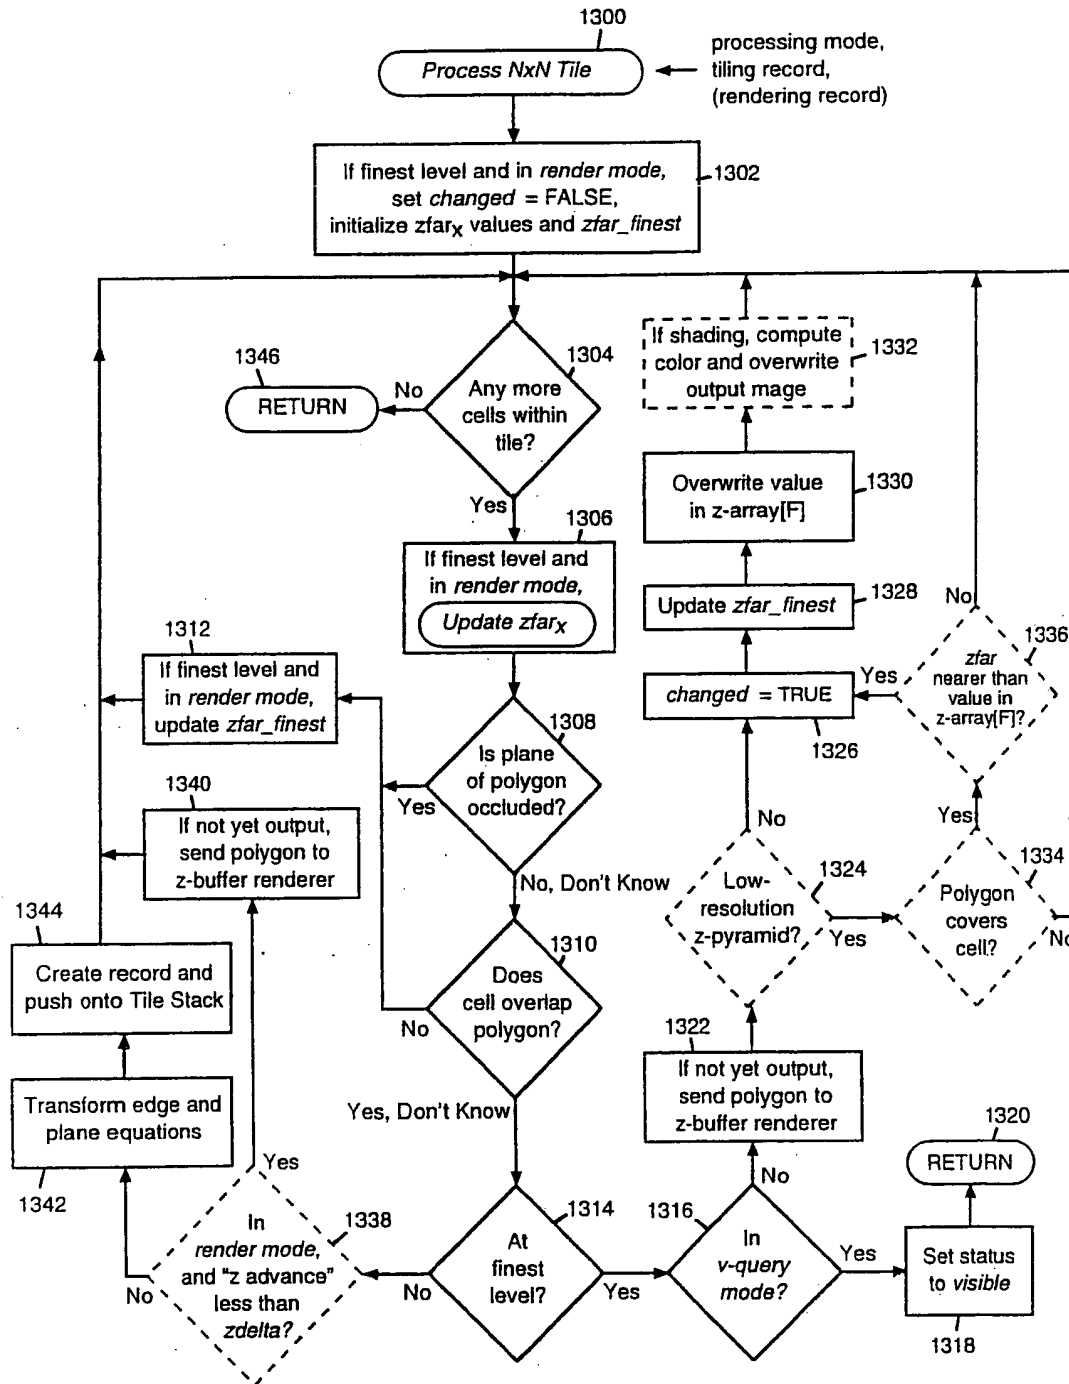 1300
Process NxN Tile
processing mode,
tiling record,
(rendering record)
If finest level and in render mode,
set changed = FALSE,
initialize zfarx values and zfar_finest
1302
1304
Any more
cells within
tile?
No
1346
RETURN
Yes
If shading, compute
color and overwrite
output mage
1332
Overwrite value
in z-array[F]
1330
1306
If finest level and
in render mode,
Update zfarx
Update zfar_finest
1328
No
1336
zfar
nearer than
value in
z-array[F]?
Yes
changed = TRUE
1326
1312
If finest level and
in render mode,
update zfar_finest
1308
Is plane
of polygon
occluded?
Yes
No, Don't Know
1340
If not yet output,
send polygon to
z-buffer renderer
No
1324
Low-
resolution
z-pyramid?
Yes
Yes
1334
Polygon
covers
cell?
No
1344
Create record and
push onto Tile Stack
1310
Does
cell overlap
polygon?
No
Yes, Don't Know
1322
If not yet output,
send polygon to
z-buffer renderer
Transform edge and
plane equations
1342
Yes
1338
In
render mode,
and "z advance"
less than
zdelta?
No
1314
At
finest
level?
No
Yes
No
1316
In
v-query
mode?
Yes
1320
RETURN
Set status
to visible
1318